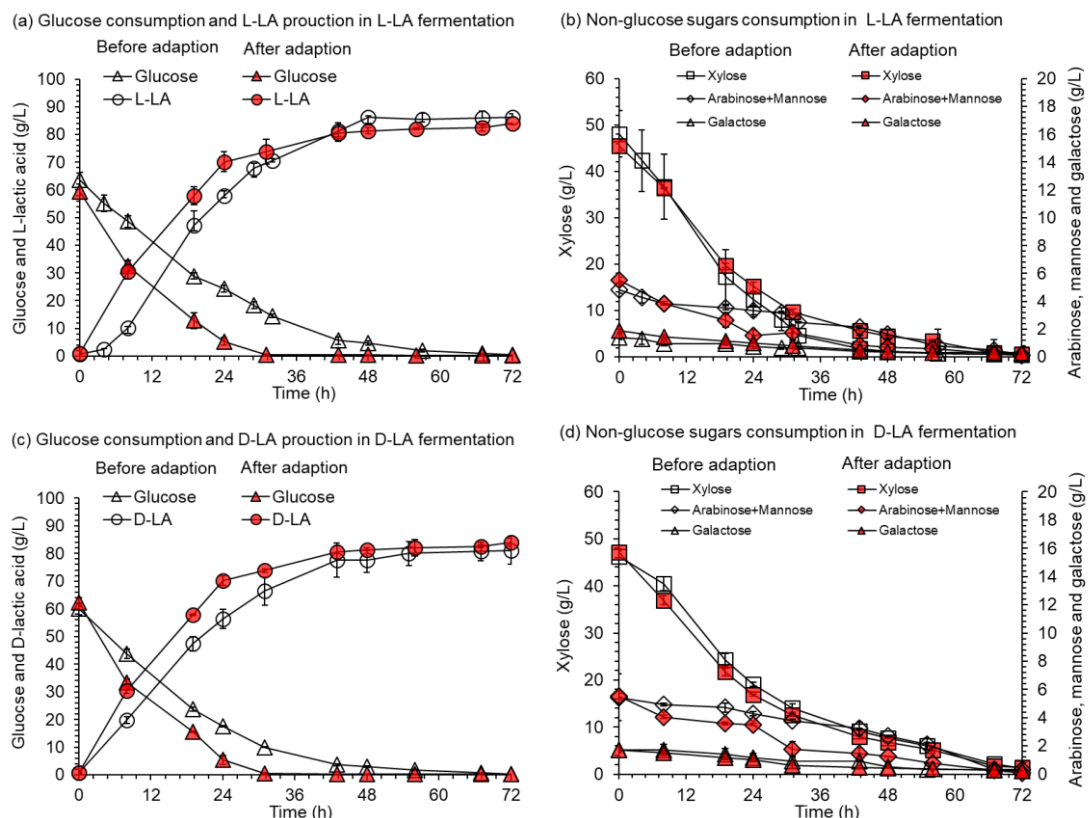 (a) Glucose consumption and L-LA prouction in L-LA fermentation
Before adaption After adaption
Glucose Glucose
L-LA L-LA
Glucose and L-lactic acid (g/L)
100
90
80
70
60
50
40
30
20
10
0
0 12 24 36 48 60 72
Time (h)
(b) Non-glucose sugars consumption in L-LA fermentation
Before adaption After adaption
Xylose Xylose
Arabinose+Mannose Arabinose+Mannose
Galactose Galactose
Xylose (g/L)
60
50
40
30
20
10
0
0 12 24 36 48 60 72
Time (h)
20
18
16
14
12
10
8
6
4
2
0
Arabinose, mannose and galactose (g/L)
(c) Glucose consumption and D-LA prouction in D-LA fermentation
Before adaption After adaption
Glucose Glucose
D-LA D-LA
Gluocse and D-lactic acid (g/L)
100
90
80
70
60
50
40
30
20
10
0
0 12 24 36 48 60 72
Time (h)
(d) Non-glucose sugars consumption in D-LA fermentation
Before adaption After adaption
Xylose Xylose
Arabinose+Mannose Arabinose+Mannose
Galactose Galactose
Xylose (g/L)
60
50
40
30
20
10
0
0 12 24 36 48 60 72
Time (h)
20
18
16
14
12
10
8
6
4
2
0
Arabinose, mannose and galactose (g/L)